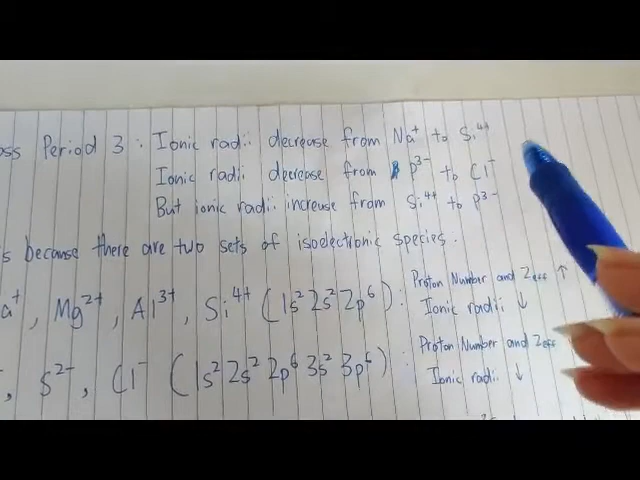 Period 3 : Ionic radii decrease from Na⁺ to Si⁴⁺
Ionic radii decrease from P³⁻ to Cl⁻
But ionic radii increase from Si⁴⁺ to P³⁻
because there are two sets of isoelectronic species.
, Mg²⁺, Al³⁺, Si⁴⁺ (1s² 2s² 2p⁶) : Proton Number and Zeff ↑
Ionic radii ↓
, S²⁻, Cl⁻ (1s² 2s² 2p⁶ 3s² 3p⁶) : Proton Number and Zeff
Ionic radii ↓